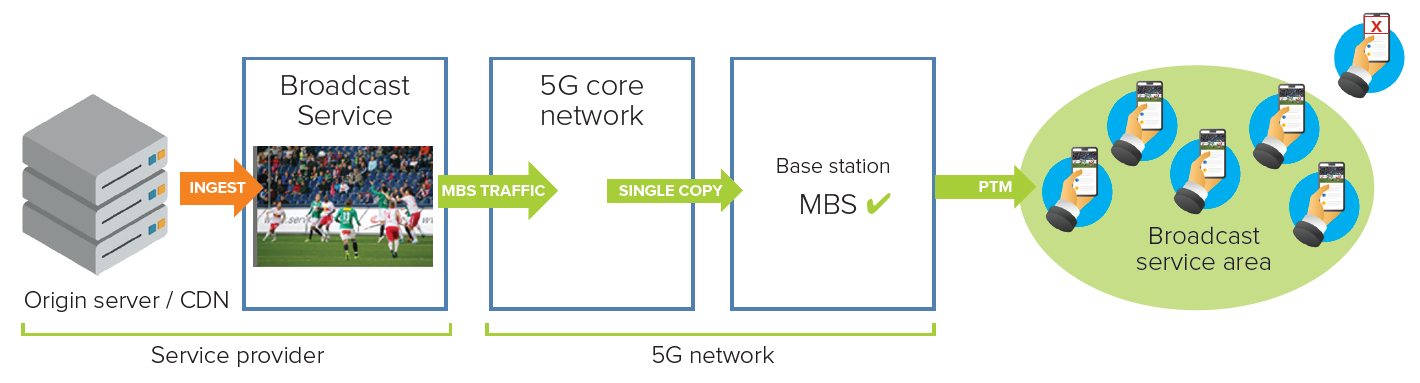 Broadcast
Service
5G core
network
Base station
MBS
INGEST
MBS TRAFFIC
SINGLE COPY
PTM
X
Broadcast
service area
Origin server / CDN
Service provider
5G network